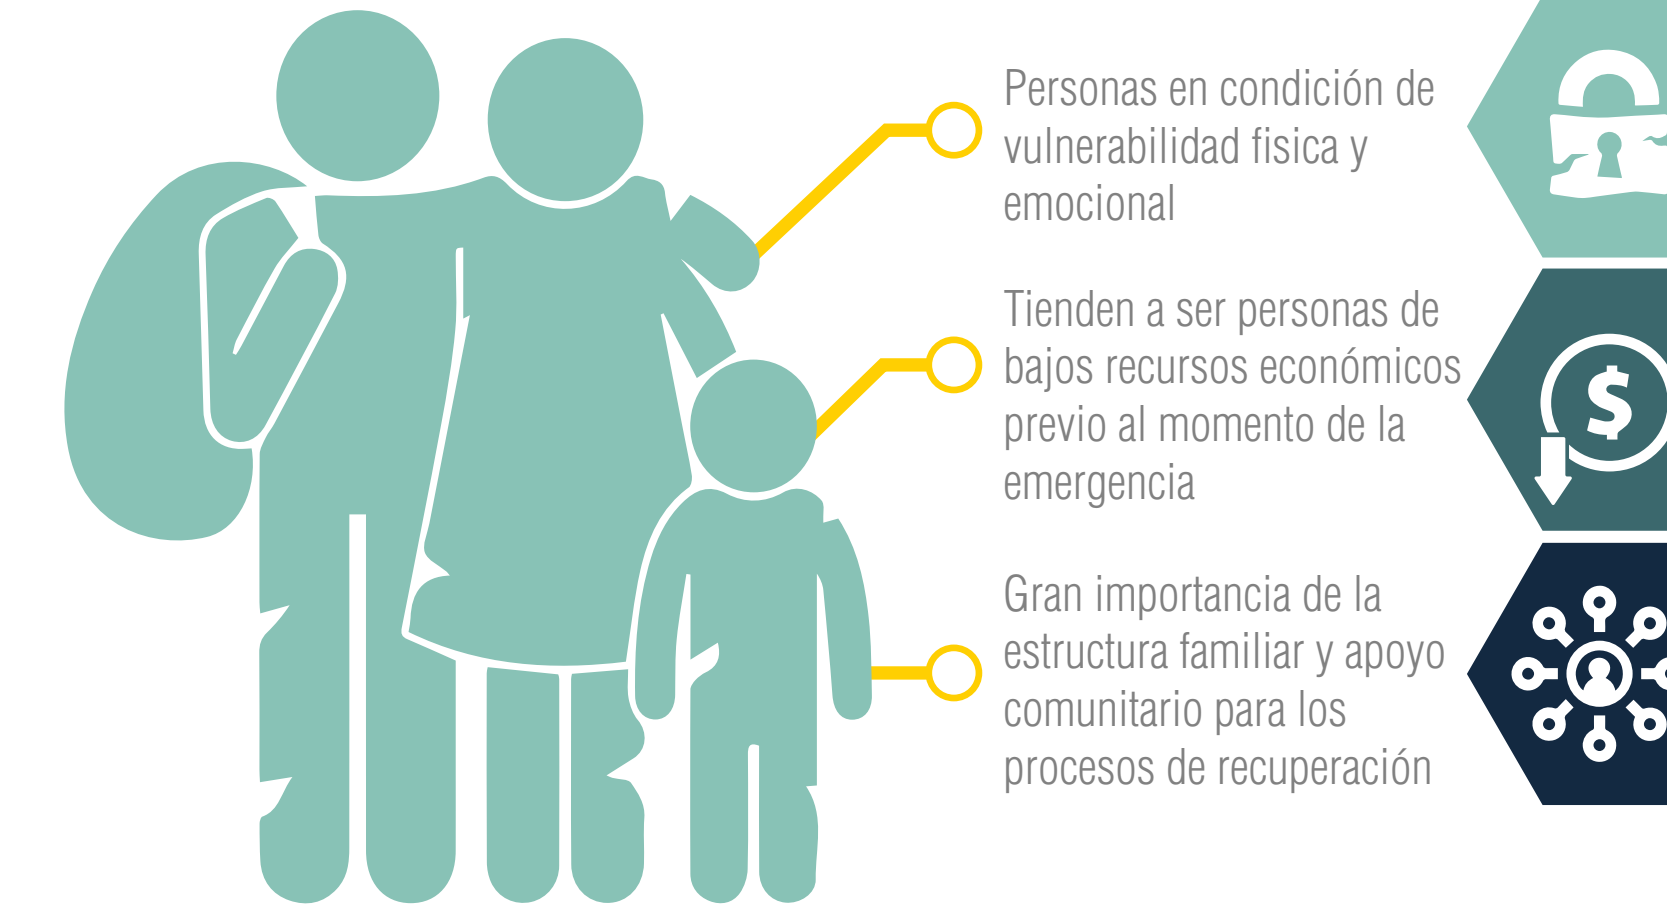 Personas en condición de
vulnerabilidad fisica y
emocional
Tienden a ser personas de
bajos recursos económicos
previo al momento de la
emergencia
Gran importancia de la
estructura familiar y apoyo
comunitario para los
procesos de recuperación
$